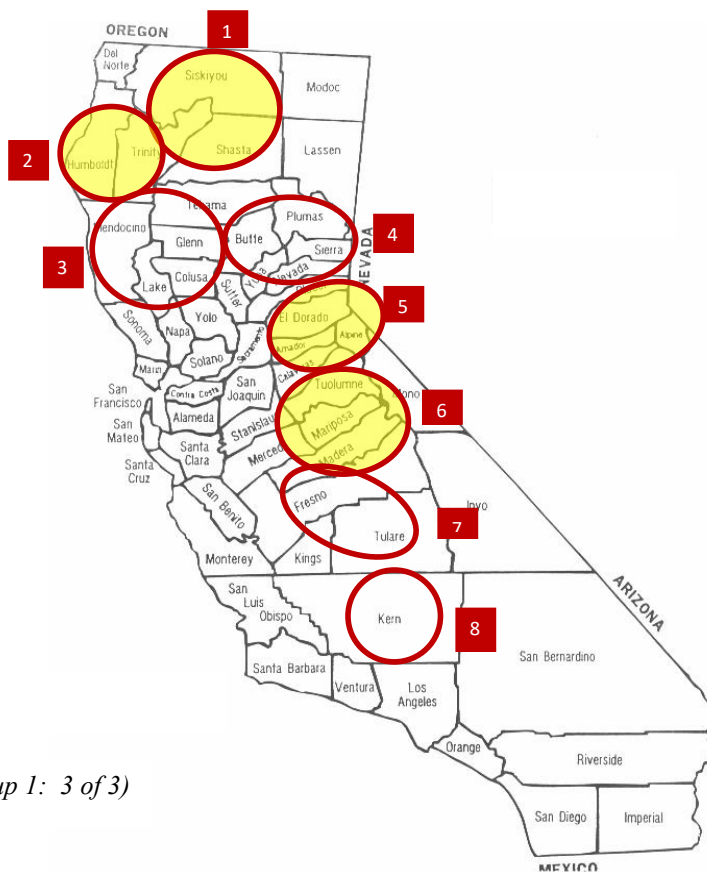 1
OREGON
Del
Norte
Siskiyou
Modoc
2
Humboldt
Trinity
Shasta
Lassen
Tehama
Plumas
3
Mendocino
Glenn
Butte
Sierra
4
NEVADA
Lake
Colusa
Sutter
Yuba
Nevada
Placer
5
Sonoma
Napa
Yolo
Sacramento
El Dorado
Amador
Alpine
Marin
Solano
Calaveras
Tuolumne
Mono
6
San
Francisco
Contra Costa
San
Joaquin
San
Mateo
Alameda
Stanislau
Mariposa
Santa
Cruz
Santa
Clara
Merced
Madera
San Benito
Fresno
7
Inyo
Tulare
Monterey
Kings
ARIZONA
San
Luis
Obispo
Kern
8
San Bernardino
Santa Barbara
Ventura
Los
Angeles
Orange
Riverside
up 1: 3 of 3)
San Diego
Imperial
MEXICO